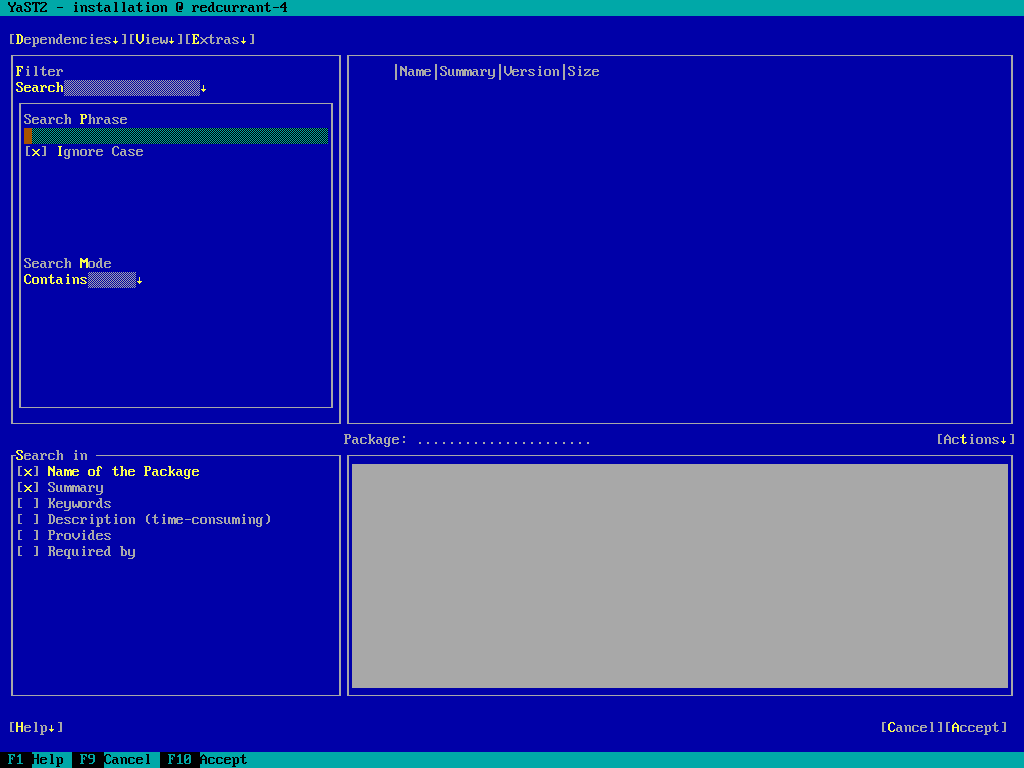 YaST2 - installation @ redcurrant-4
[Dependencies↓][View↓][Extras↓]
Filter
Search↓
Search Phrase
[x] Ignore Case
Search Mode
Contains↓
|Name|Summary|Version|Size
Package: ......................
[Actions↓]
Search in
[x] Name of the Package
[x] Summary
[ ] Keywords
[ ] Description (time-consuming)
[ ] Provides
[ ] Required by
[Help↓]
[Cancel][Accept]
F1 Help F9 Cancel F10 Accept